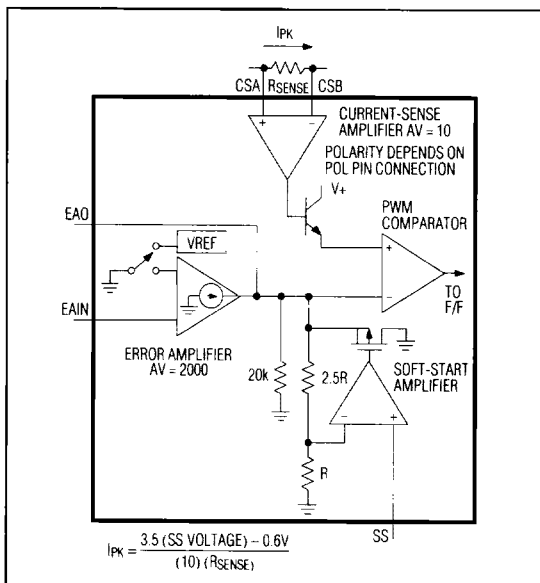 IPK
CSA RSENSE CSB
CURRENT-SENSE
AMPLIFIER AV = 10
POLARITY DEPENDS ON
POL PIN CONNECTION
V+
PWM
COMPARATOR
EAO
VREF
TO
F/F
EAIN
ERROR AMPLIFIER
AV = 2000
20k
2.5R
SOFT-START
AMPLIFIER
R
SS
IPK = 3.5 (SS VOLTAGE) – 0.6V
(10) (RSENSE)